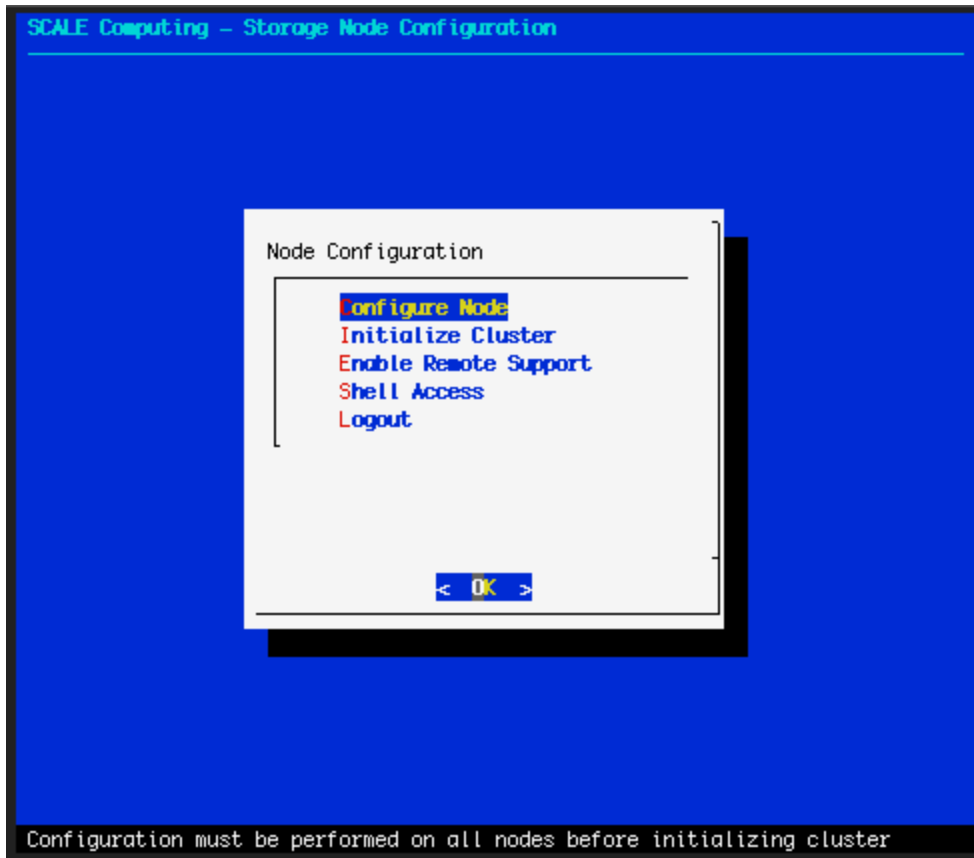 SCALE Computing – Storage Node Configuration
Node Configuration
Configure Node
Initialize Cluster
Enable Remote Support
Shell Access
Logout
< OK >
Configuration must be performed on all nodes before initializing cluster